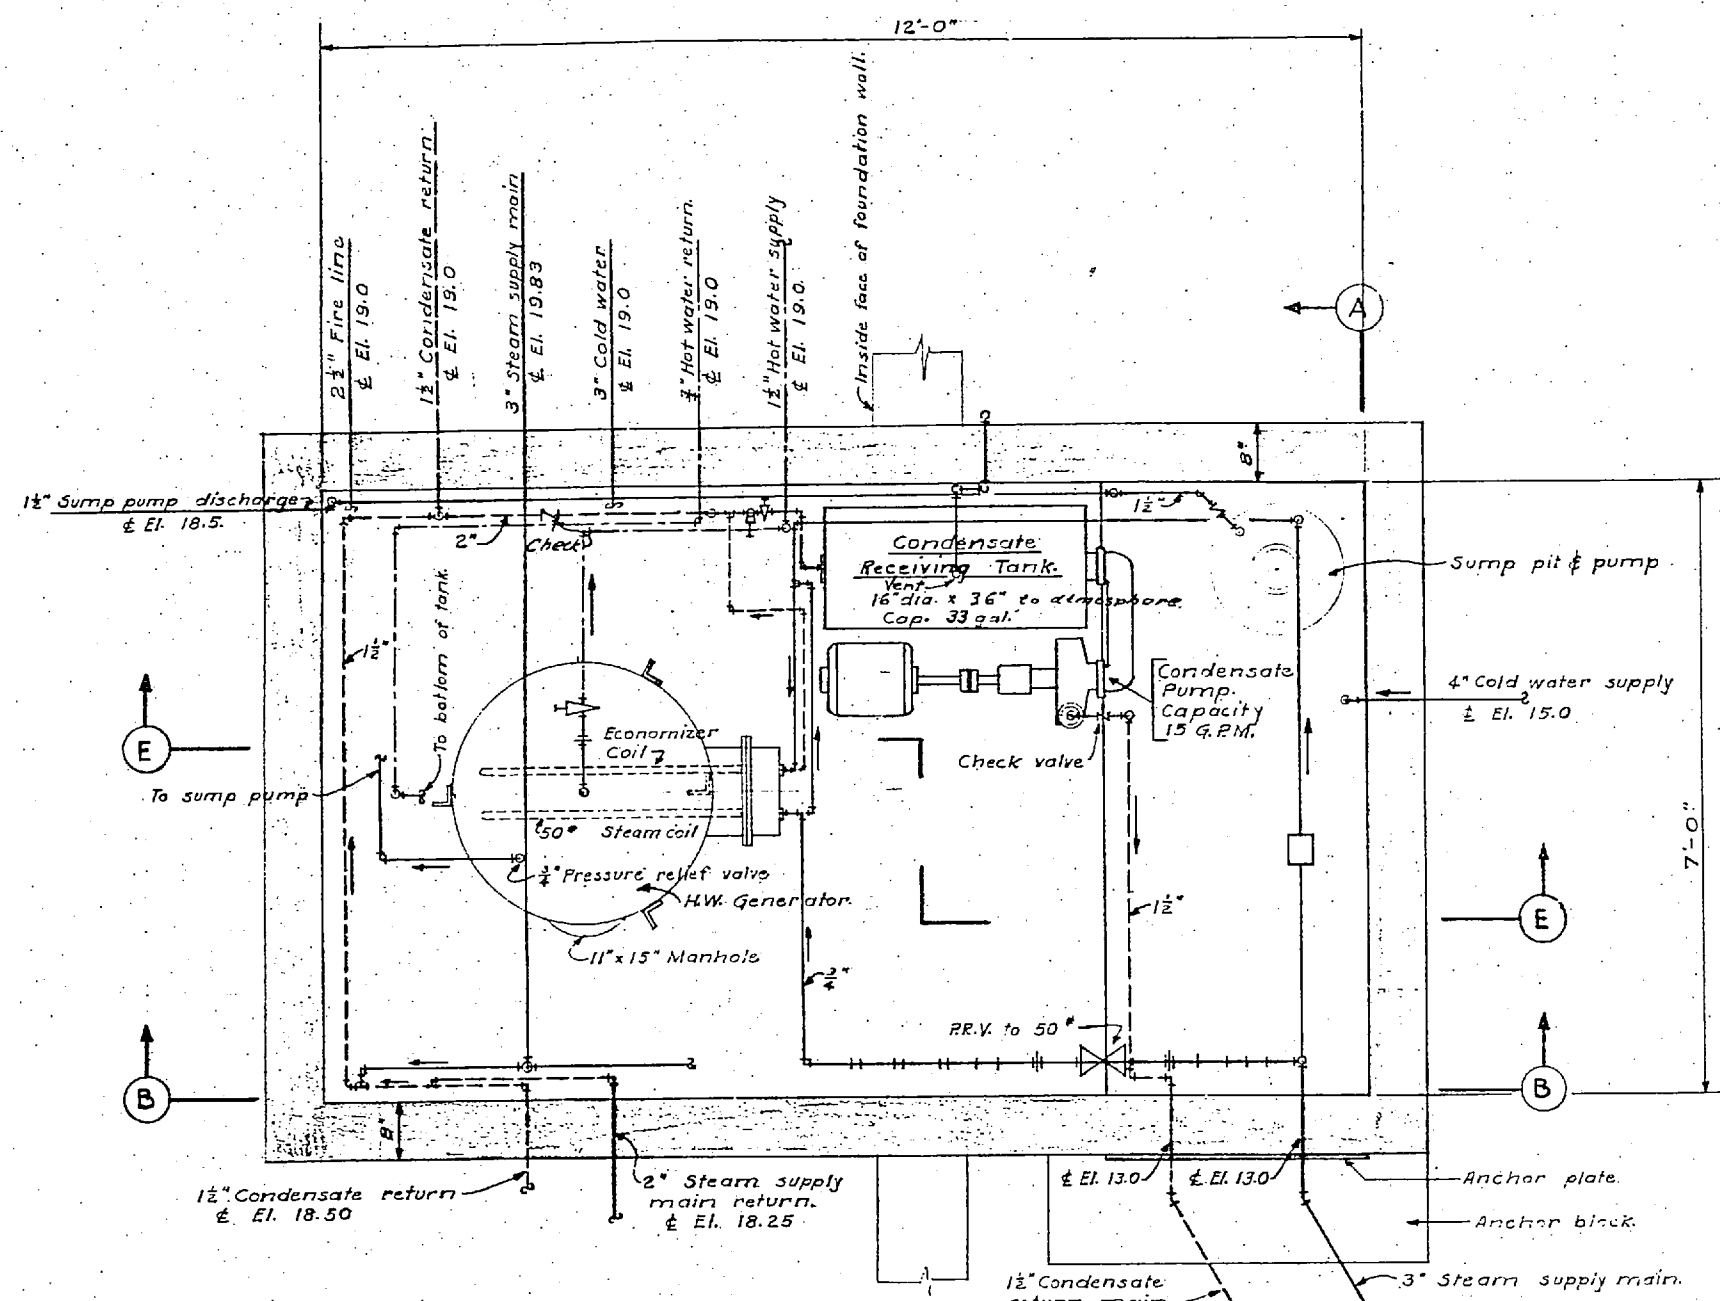 12'-0"
2½" Fire line
℄ El. 19.0
1½" Condensate return
℄ El. 19.0
3" Steam supply main
℄ El. 19.83
3" Cold water
℄ El. 19.0
¾" Hot water return.
℄ El. 19.0
1½" Hot water supply
℄ El. 19.0
Inside face of foundation wall.
A
8"
1½" Sump pump discharge
℄ El. 18.5.
2"
Check
1½"
Condensate
Receiving Tank.
Vent
16" dia. x 36" to atmosphere.
Cap. 33 gal.
Sump pit & pump
1½"
To bottom of tank.
Condensate
Pump.
Capacity
15 G.P.M.
4" Cold water supply
℄ El. 15.0
E
Economizer
Coil
Check valve
To sump pump
50#
Steam coil
7'-0"
¾" Pressure relief valve
H.W. Generator.
1½"
E
11" x 15" Manhole
¾"
P.R.V. to 50#
B
B
8"
℄ El. 13.0
℄ El. 13.0
Anchor plate.
1½" Condensate return
℄ El. 18.50
2" Steam supply
main return.
℄ El. 18.25
Anchor block.
1½" Condensate
return main
3" Steam supply main.